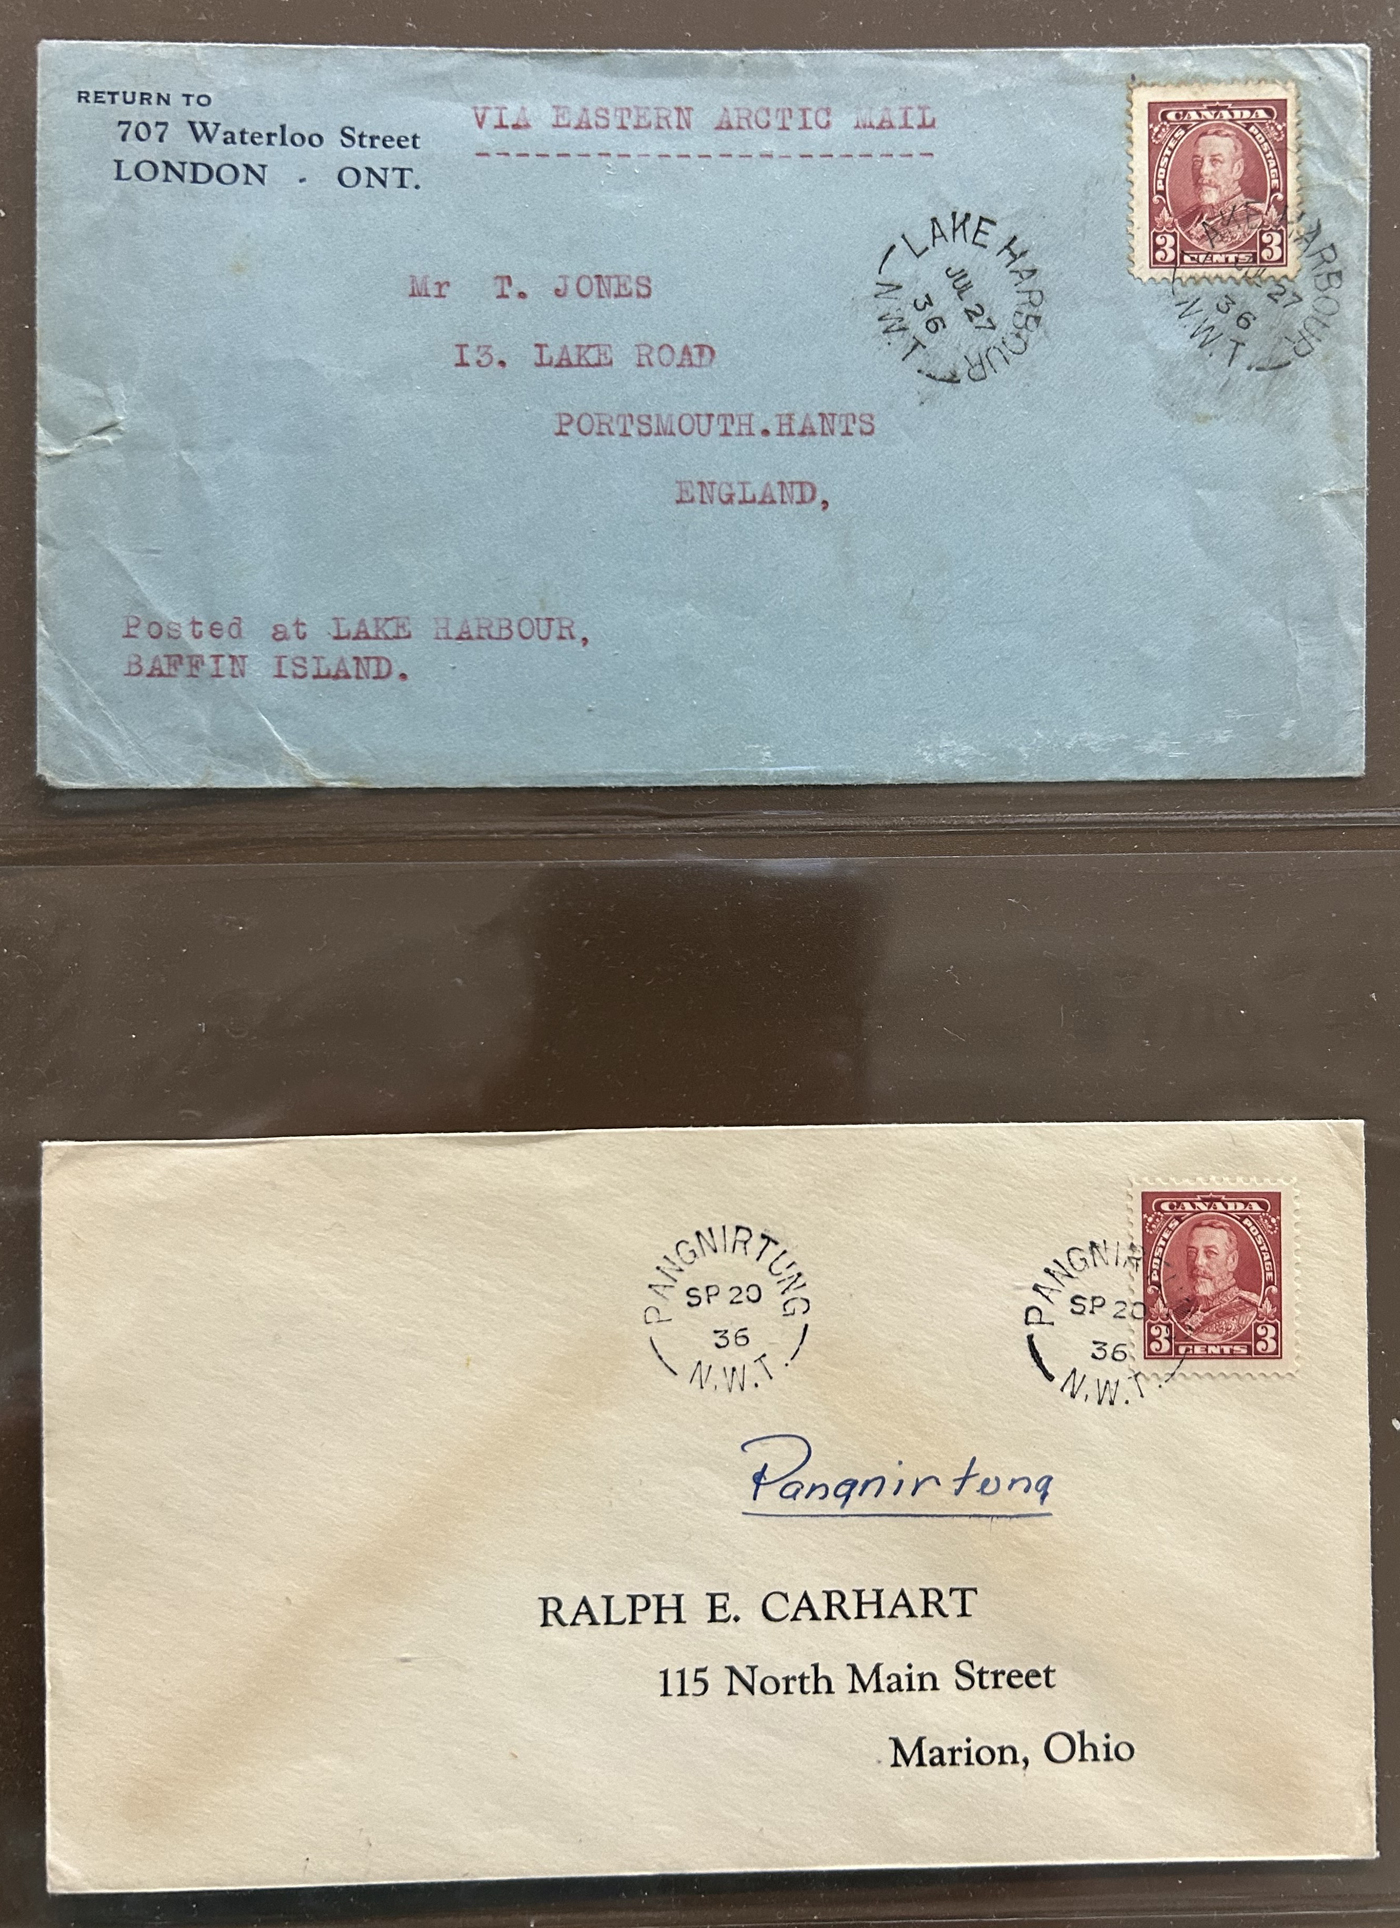 RETURN TO
707 Waterloo Street
LONDON - ONT.
VIA EASTERN ARCTIC MAIL
CANADA
POSTES POSTAGE
3 CENTS 3
LAKE HARBOUR
JUL 27
36
N.W.T.
LAKE HARBOUR
JUL 27
36
N.W.T.
Mr T. JONES
13. LAKE ROAD
PORTSMOUTH.HANTS
ENGLAND,
Posted at LAKE HARBOUR,
BAFFIN ISLAND.
CANADA
POSTES POSTAGE
3 CENTS 3
PANGNIRTUNG
SP 20
36
N.W.T.
PANGNIRTUNG
SP 20
36
N.W.T.
Pangnirtung
RALPH E. CARHART
115 North Main Street
Marion, Ohio